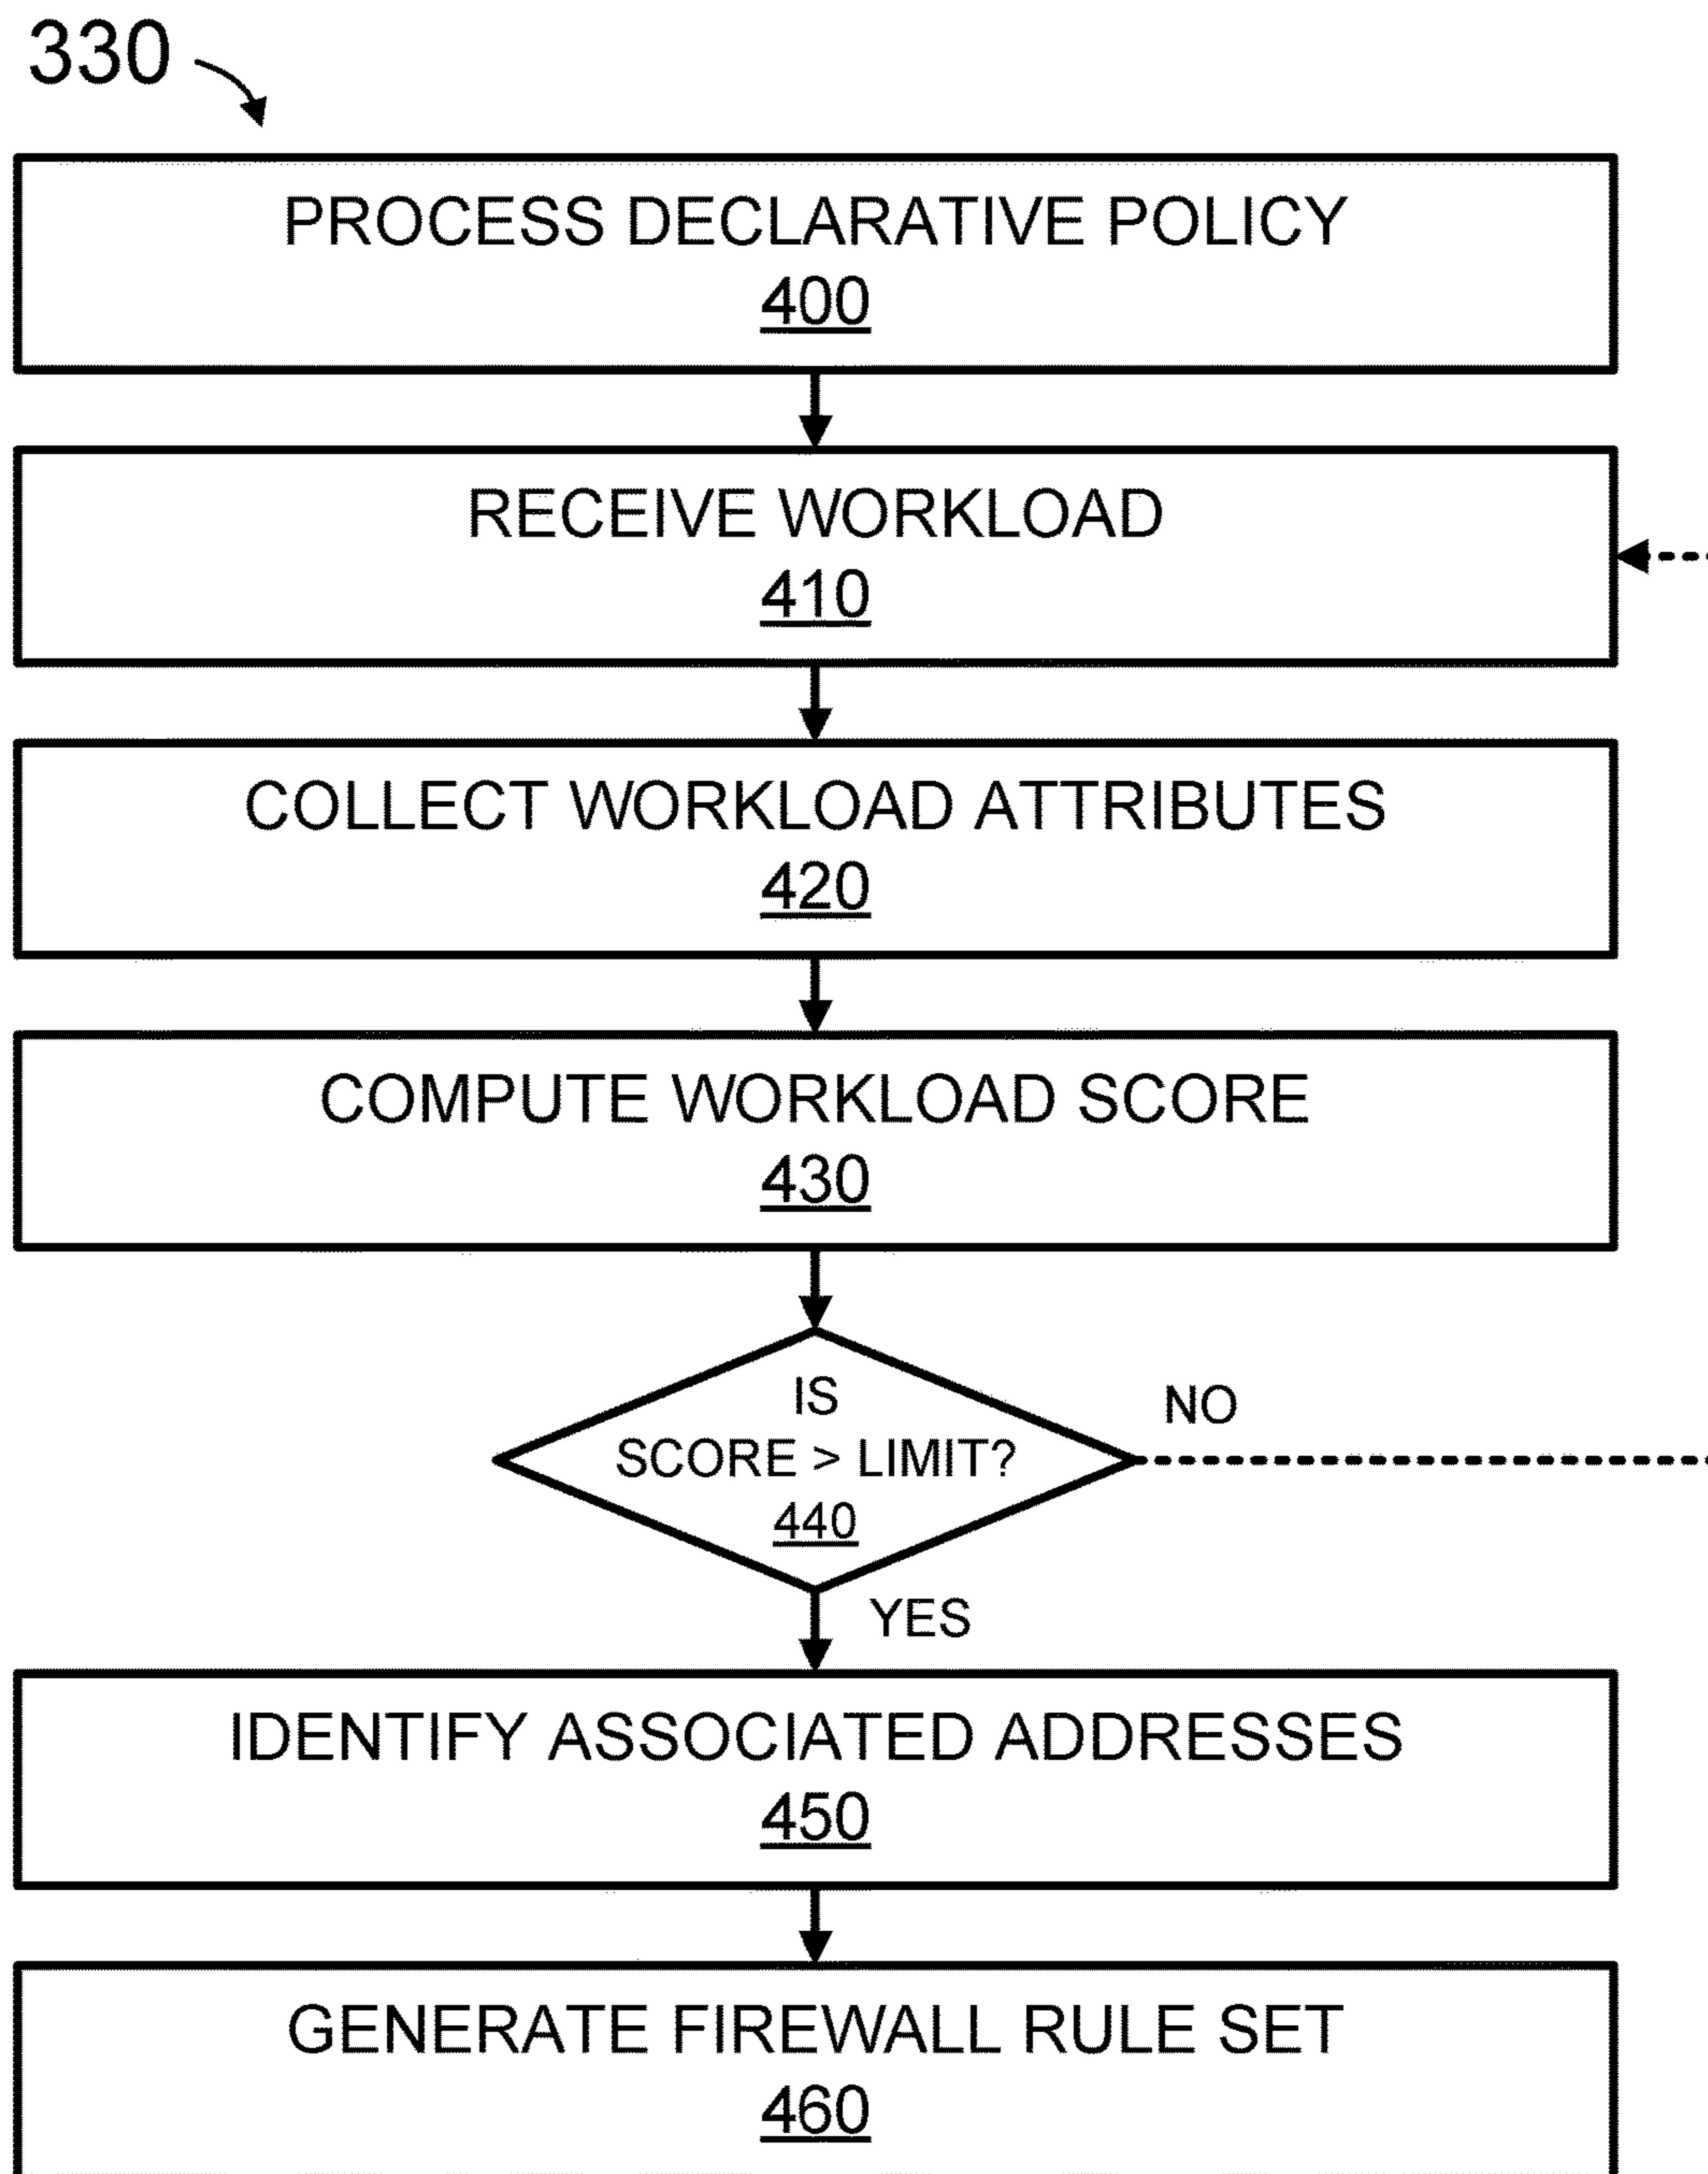 330
PROCESS DECLARATIVE POLICY
400
RECEIVE WORKLOAD
410
COLLECT WORKLOAD ATTRIBUTES
420
COMPUTE WORKLOAD SCORE
430
IS
SCORE > LIMIT?
440
NO
YES
IDENTIFY ASSOCIATED ADDRESSES
450
GENERATE FIREWALL RULE SET
460